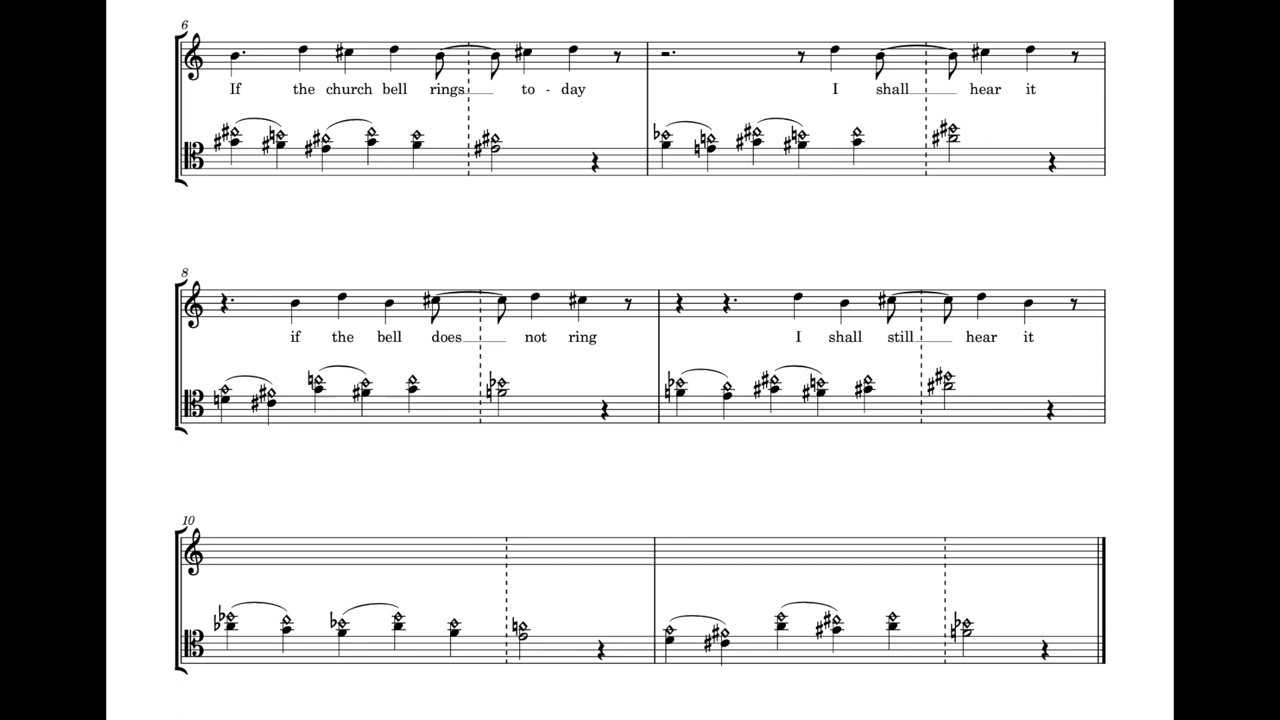 6
If the church bell rings to - day I shall hear it
8
if the bell does not ring I shall still hear it
10